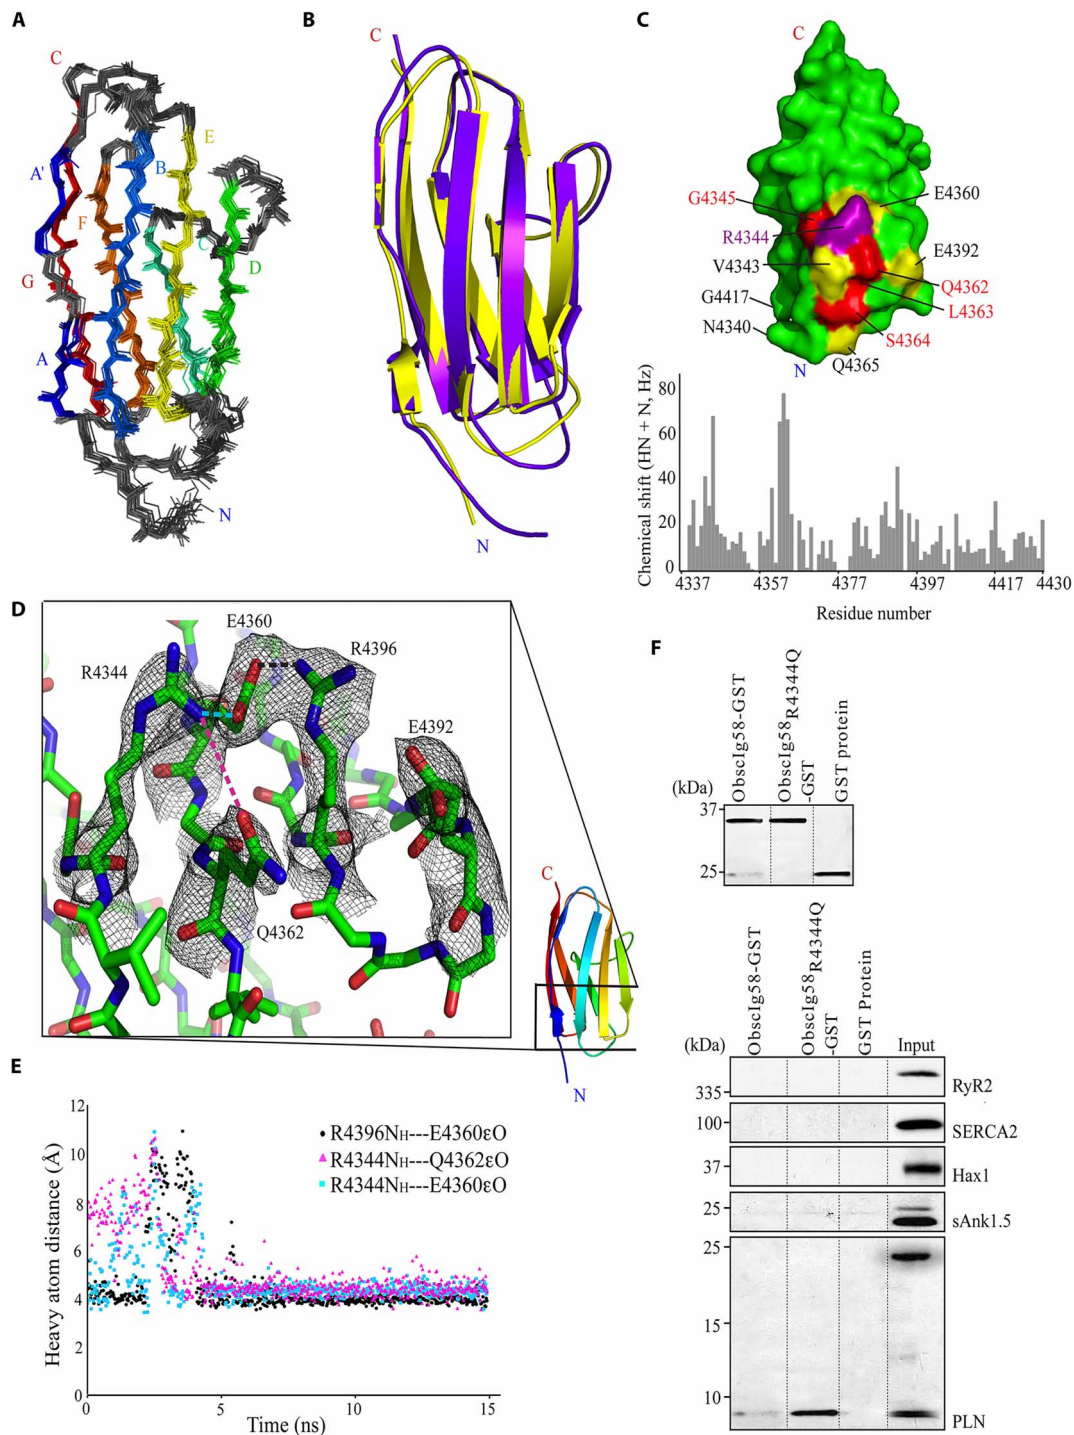 A
C
E
B
A'
F
C
D
G
A
N
B
C
N
C
C
G4345
E4360
R4344
V4343
E4392
G4417
Q4362
L4363
N4340
S4364
Q4365
N
Chemical shift (HN + N, Hz)
80
60
40
20
0
4337 4357 4377 4397 4417 4430
Residue number
D
E4360
R4344
R4396
E4392
Q4362
C
N
E
Heavy atom distance (Å)
12
10
8
6
4
2
0
0 5 10 15
Time (ns)
R4396NH---E4360εO
R4344NH---Q4362εO
R4344NH---E4360εO
F
ObscIg58-GST
ObscIg58R4344Q
-GST
GST protein
(kDa)
37
25
ObscIg58-GST
ObscIg58R4344Q
-GST
GST Protein
Input
(kDa)
335
RyR2
100
SERCA2
37
Hax1
25
sAnk1.5
25
15
10
PLN